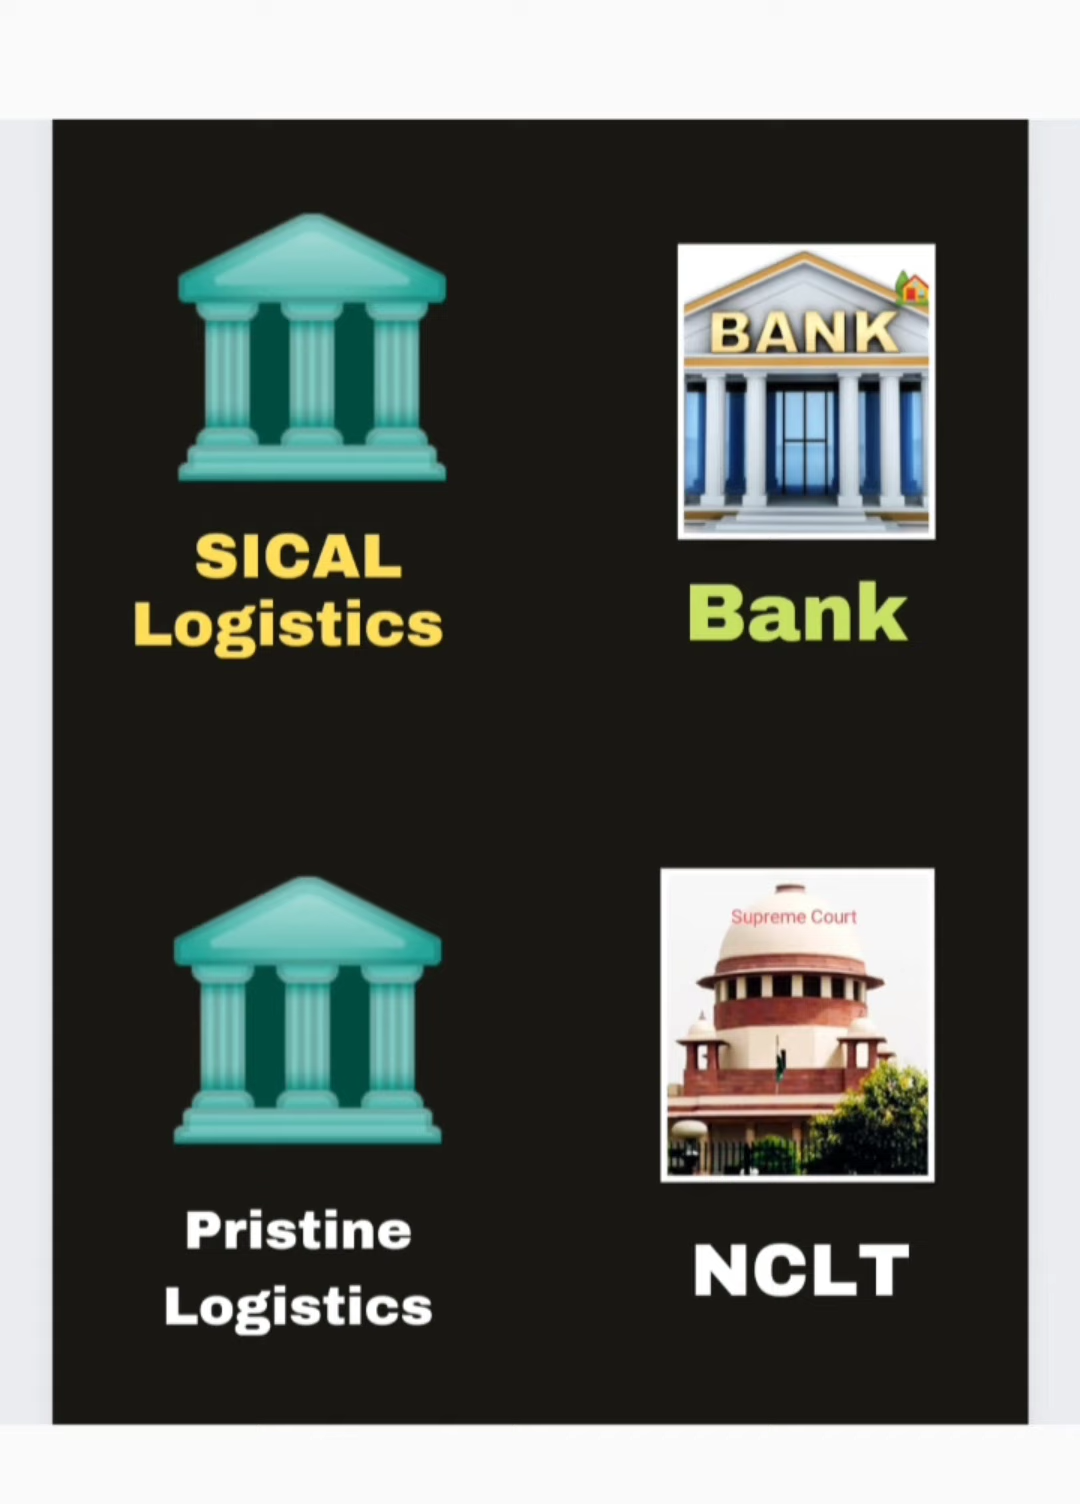 BANK
SICAL
Logistics
Bank
Supreme Court
Pristine
Logistics
NCLT